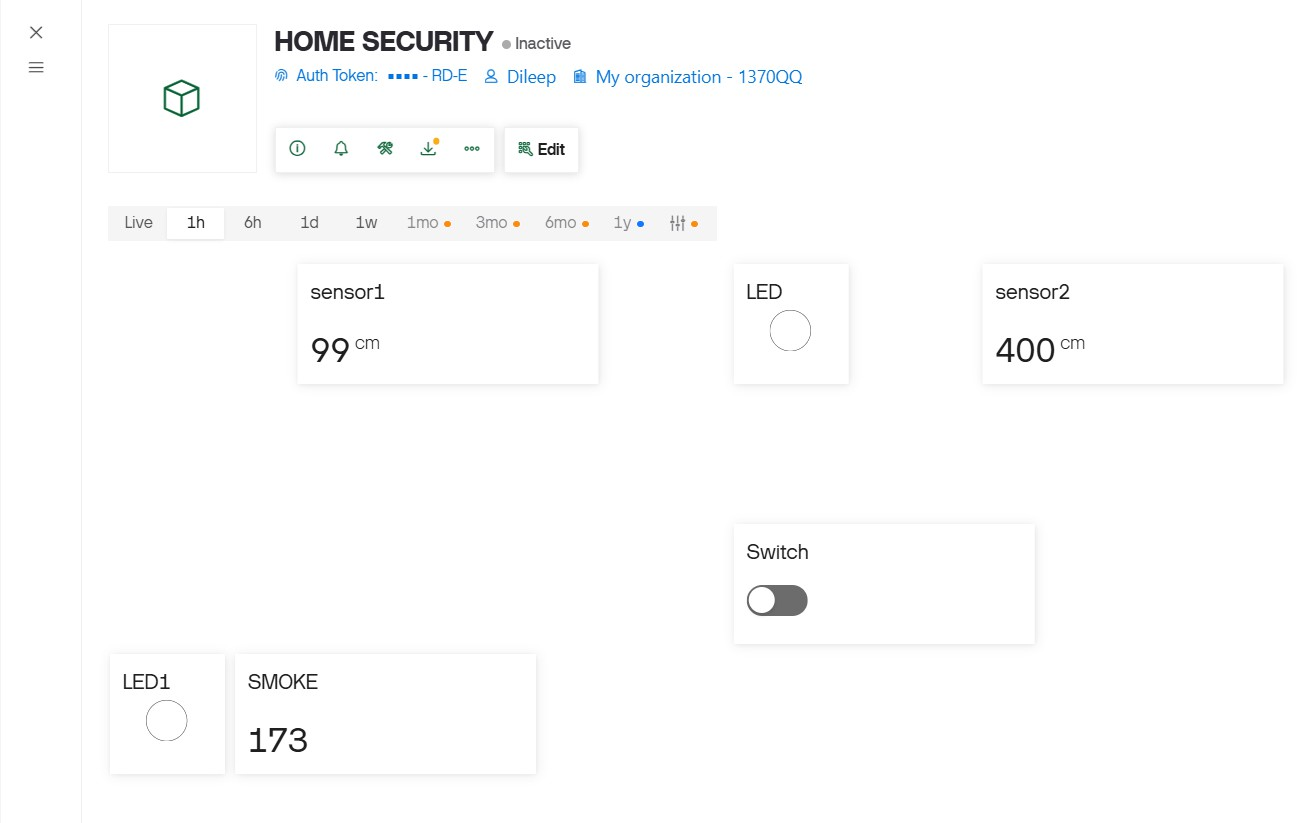 HOME SECURITY Inactive
Auth Token: ▪▪▪▪ - RD-E Dileep My organization - 1370QQ
Edit
Live 1h 6h 1d 1w 1mo 3mo 6mo 1y
sensor1 LED sensor2
99 cm 400 cm
Switch
LED1 SMOKE
173